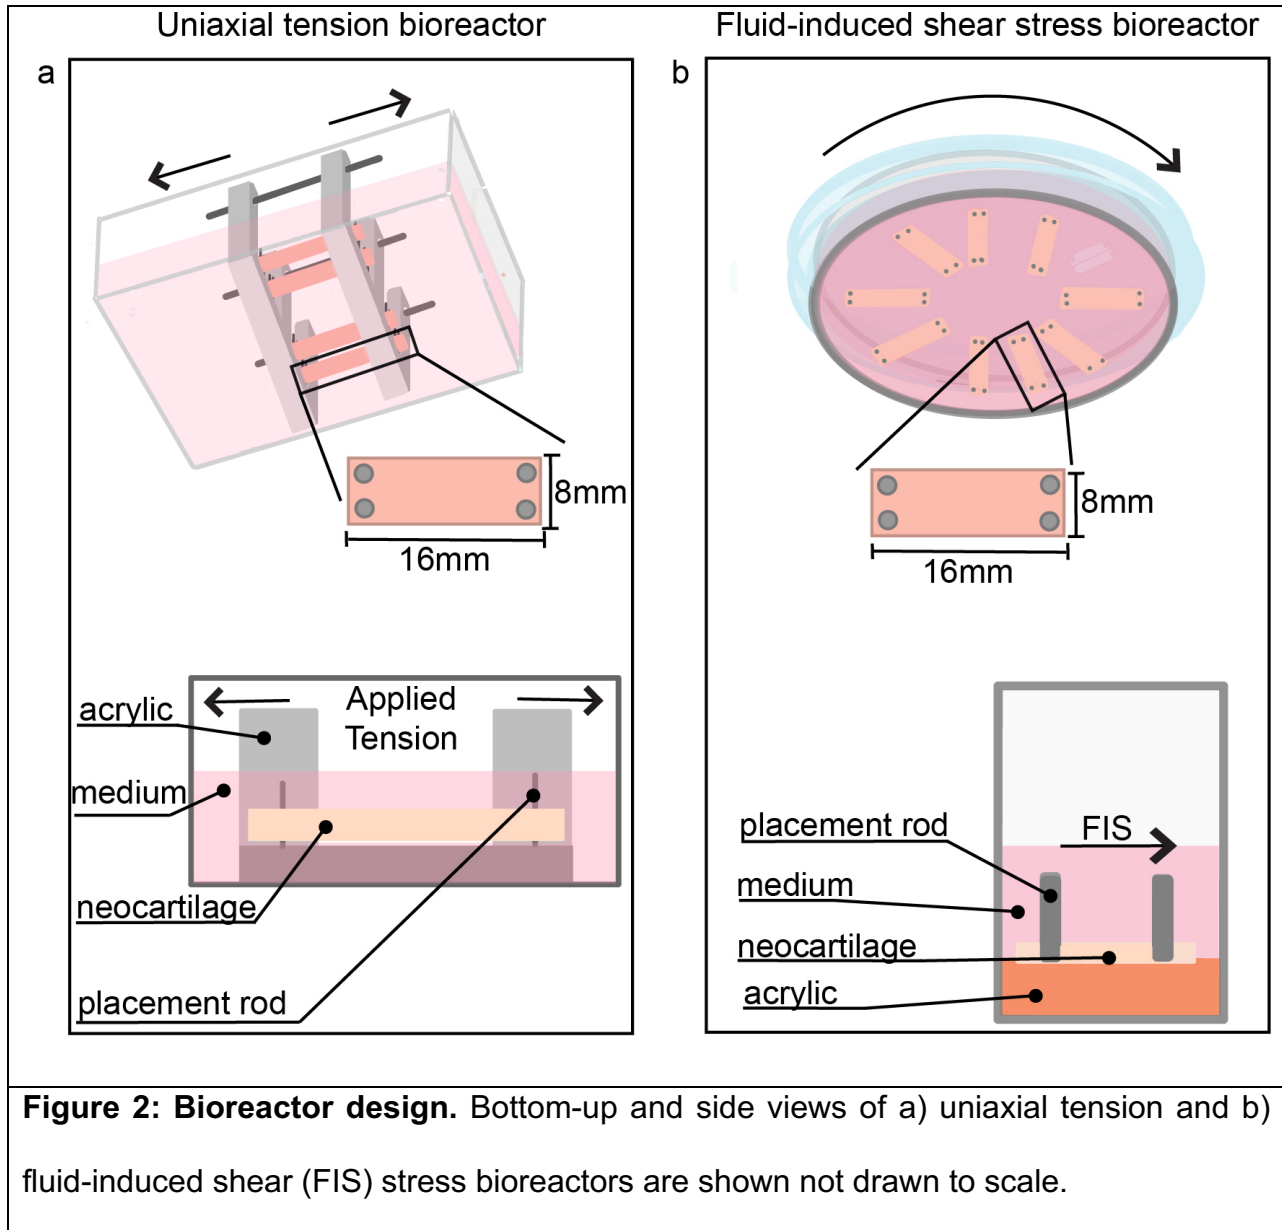 Uniaxial tension bioreactor
Fluid-induced shear stress bioreactor
a
8mm
16mm
Applied
Tension
acrylic
medium
neocartilage
placement rod
b
8mm
16mm
placement rod
FIS
medium
neocartilage
acrylic
Figure 2: Bioreactor design. Bottom-up and side views of a) uniaxial tension and b)
fluid-induced shear (FIS) stress bioreactors are shown not drawn to scale.